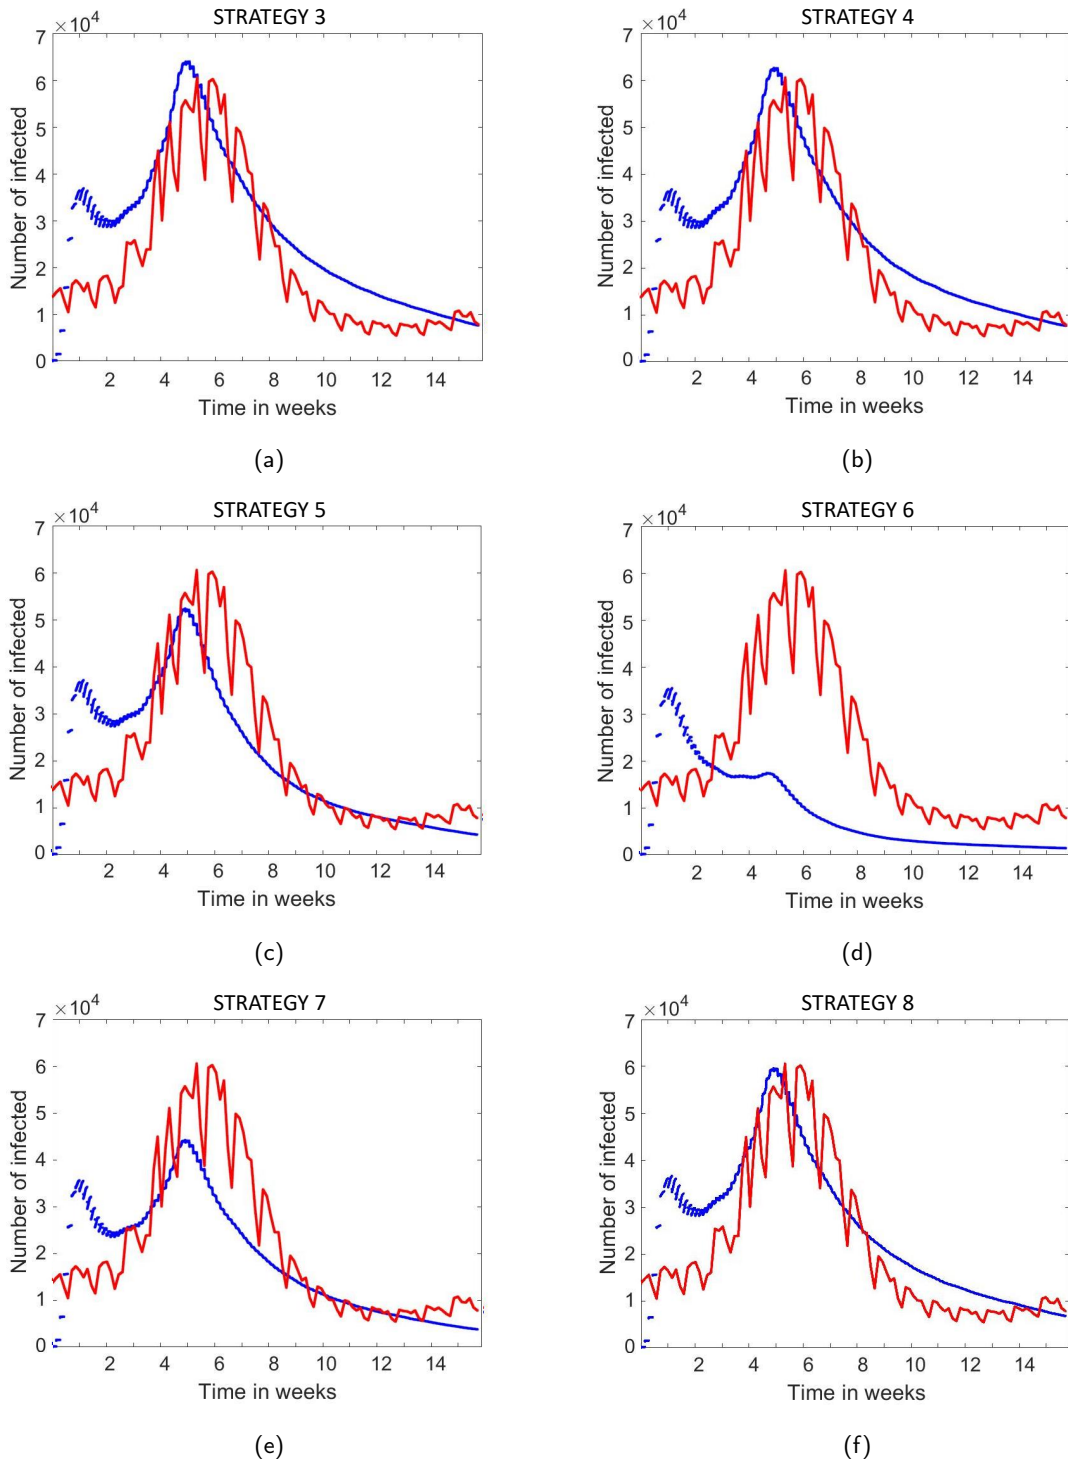 STRATEGY 3
×10^4
7
6
5
4
3
2
1
0
Number of infected
2 4 6 8 10 12 14
Time in weeks
(a)
STRATEGY 4
×10^4
7
6
5
4
3
2
1
0
Number of infected
2 4 6 8 10 12 14
Time in weeks
(b)
STRATEGY 5
×10^4
7
6
5
4
3
2
1
0
Number of infected
2 4 6 8 10 12 14
Time in weeks
(c)
STRATEGY 6
×10^4
7
6
5
4
3
2
1
0
Number of infected
2 4 6 8 10 12 14
Time in weeks
(d)
STRATEGY 7
×10^4
7
6
5
4
3
2
1
0
Number of infected
2 4 6 8 10 12 14
Time in weeks
(e)
STRATEGY 8
×10^4
7
6
5
4
3
2
1
0
Number of infected
2 4 6 8 10 12 14
Time in weeks
(f)